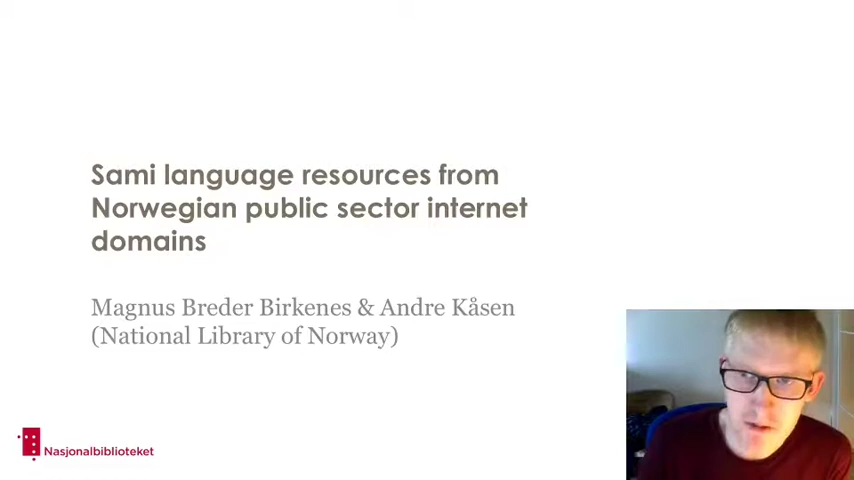 Sami language resources from
Norwegian public sector internet
domains
Magnus Breder Birkenes & Andre Kåsen
(National Library of Norway)
Nasjonalbiblioteket